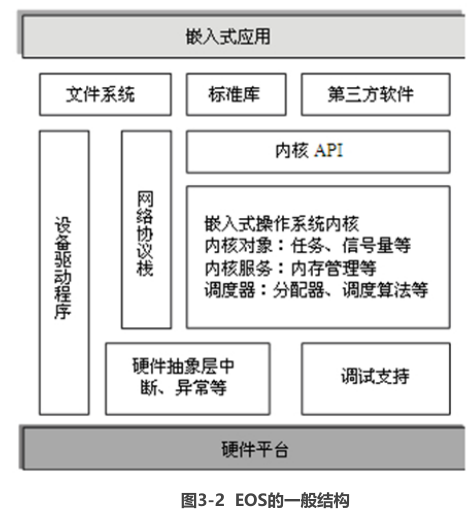 嵌入式应用
文件系统
标准库
第三方软件
设备驱动程序
网络协议栈
内核 API
嵌入式操作系统内核
内核对象：任务、信号量等
内核服务：内存管理等
调度器：分配器、调度算法等
硬件抽象层中
断、异常等
调试支持
硬件平台
图3-2 EOS的一般结构